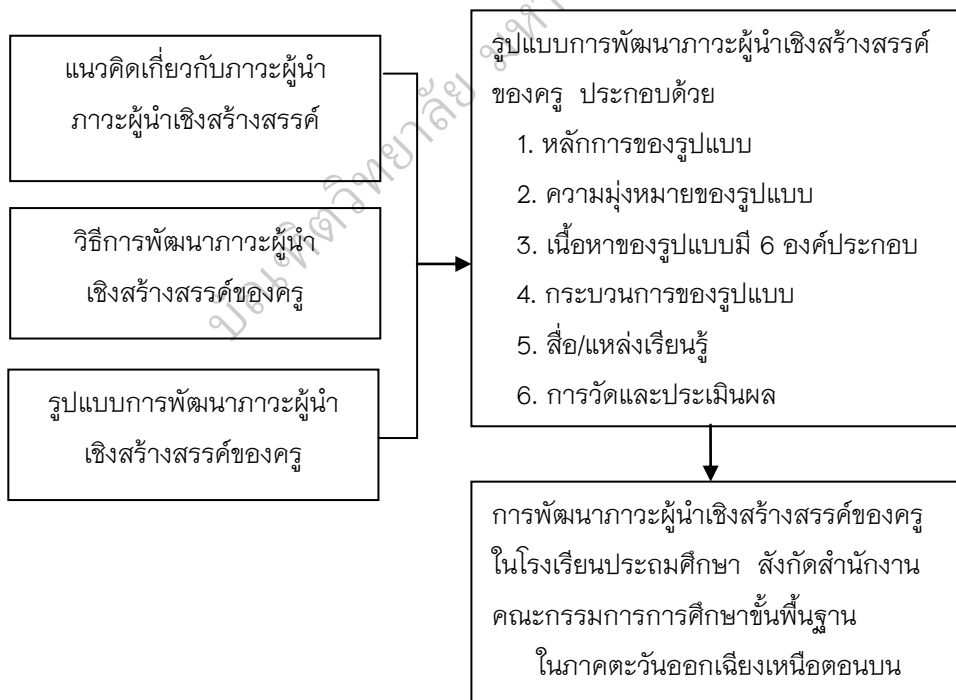 แนวคิดเกี่ยวกับภาวะผู้นำ
ภาวะผู้นำเชิงสร้างสรรค์
วิธีการพัฒนาภาวะผู้นำ
เชิงสร้างสรรค์ของครู
รูปแบบการพัฒนาภาวะผู้นำ
เชิงสร้างสรรค์ของครู
รูปแบบการพัฒนาภาวะผู้นำเชิงสร้างสรรค์
ของครู ประกอบด้วย
1. หลักการของรูปแบบ
2. ความมุ่งหมายของรูปแบบ
3. เนื้อหาของรูปแบบมี 6 องค์ประกอบ
4. กระบวนการของรูปแบบ
5. สื่อ/แหล่งเรียนรู้
6. การวัดและประเมินผล
การพัฒนาภาวะผู้นำเชิงสร้างสรรค์ของครู
ในโรงเรียนประถมศึกษา สังกัดสำนักงาน
คณะกรรมการการศึกษาขั้นพื้นฐาน
ในภาคตะวันออกเฉียงเหนือตอนบน
บัณฑิตวิทยาลัย